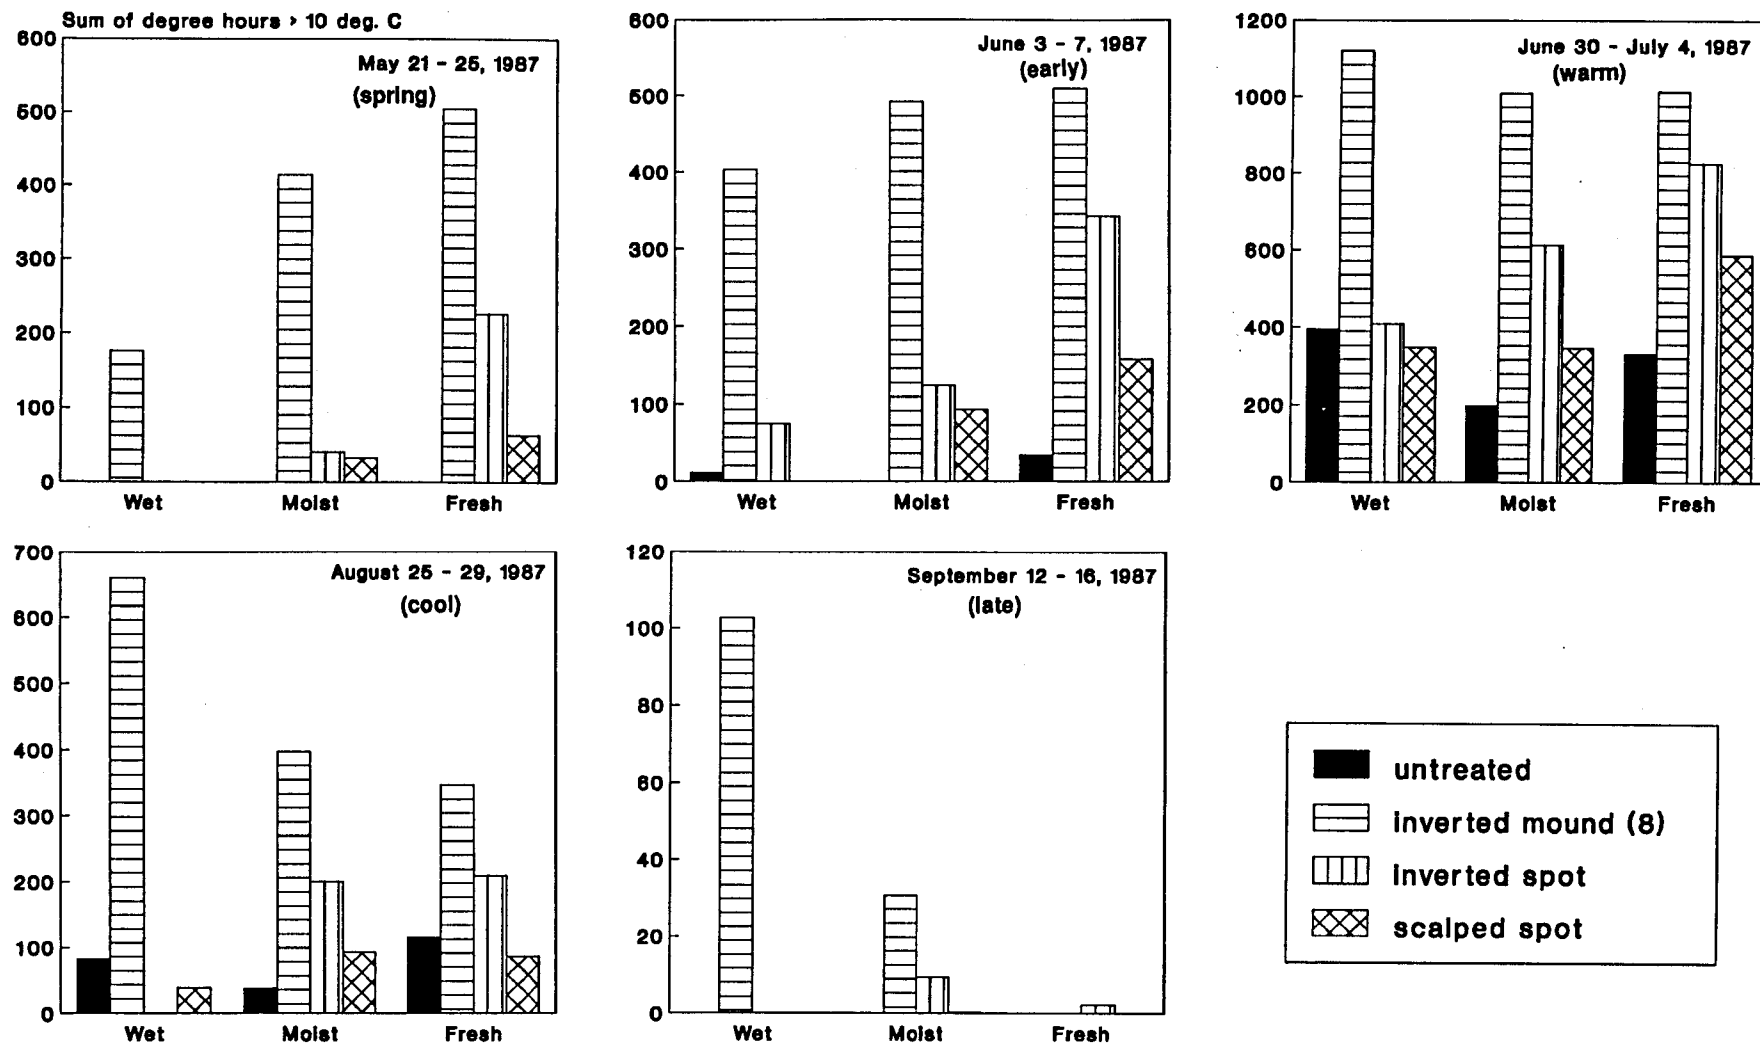 Sum of degree hours > 10 deg. C
600
500
400
300
200
100
0
May 21 - 25, 1987
(spring)
Wet Moist Fresh
600
500
400
300
200
100
0
June 3 - 7, 1987
(early)
Wet Moist Fresh
1200
1000
800
600
400
200
0
June 30 - July 4, 1987
(warm)
Wet Moist Fresh
700
600
500
400
300
200
100
0
August 25 - 29, 1987
(cool)
Wet Moist Fresh
120
100
80
60
40
20
0
September 12 - 16, 1987
(late)
Wet Moist Fresh
untreated
inverted mound (8)
inverted spot
scalped spot